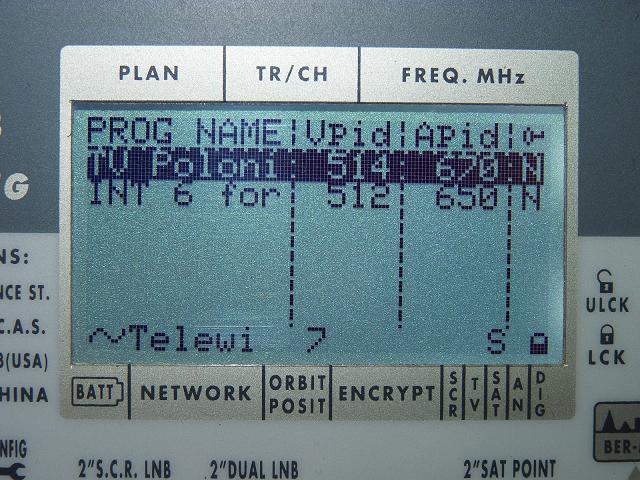 PLAN TR/CH FREQ. MHz
PROG NAME Vpid Apid
TV Poloni 514 670 N
INT 6 for 512 650 N
~Telewi 7 S
BATT NETWORK ORBIT POSIT ENCRYPT SCR TV SAT AN DIG
G
NS:
NCE ST.
C.A.S.
B(USA)
HINA
NFIG
ULCK
LCK
BER-
2"S.C.R. LNB 2"DUAL LNB 2"SAT POINT